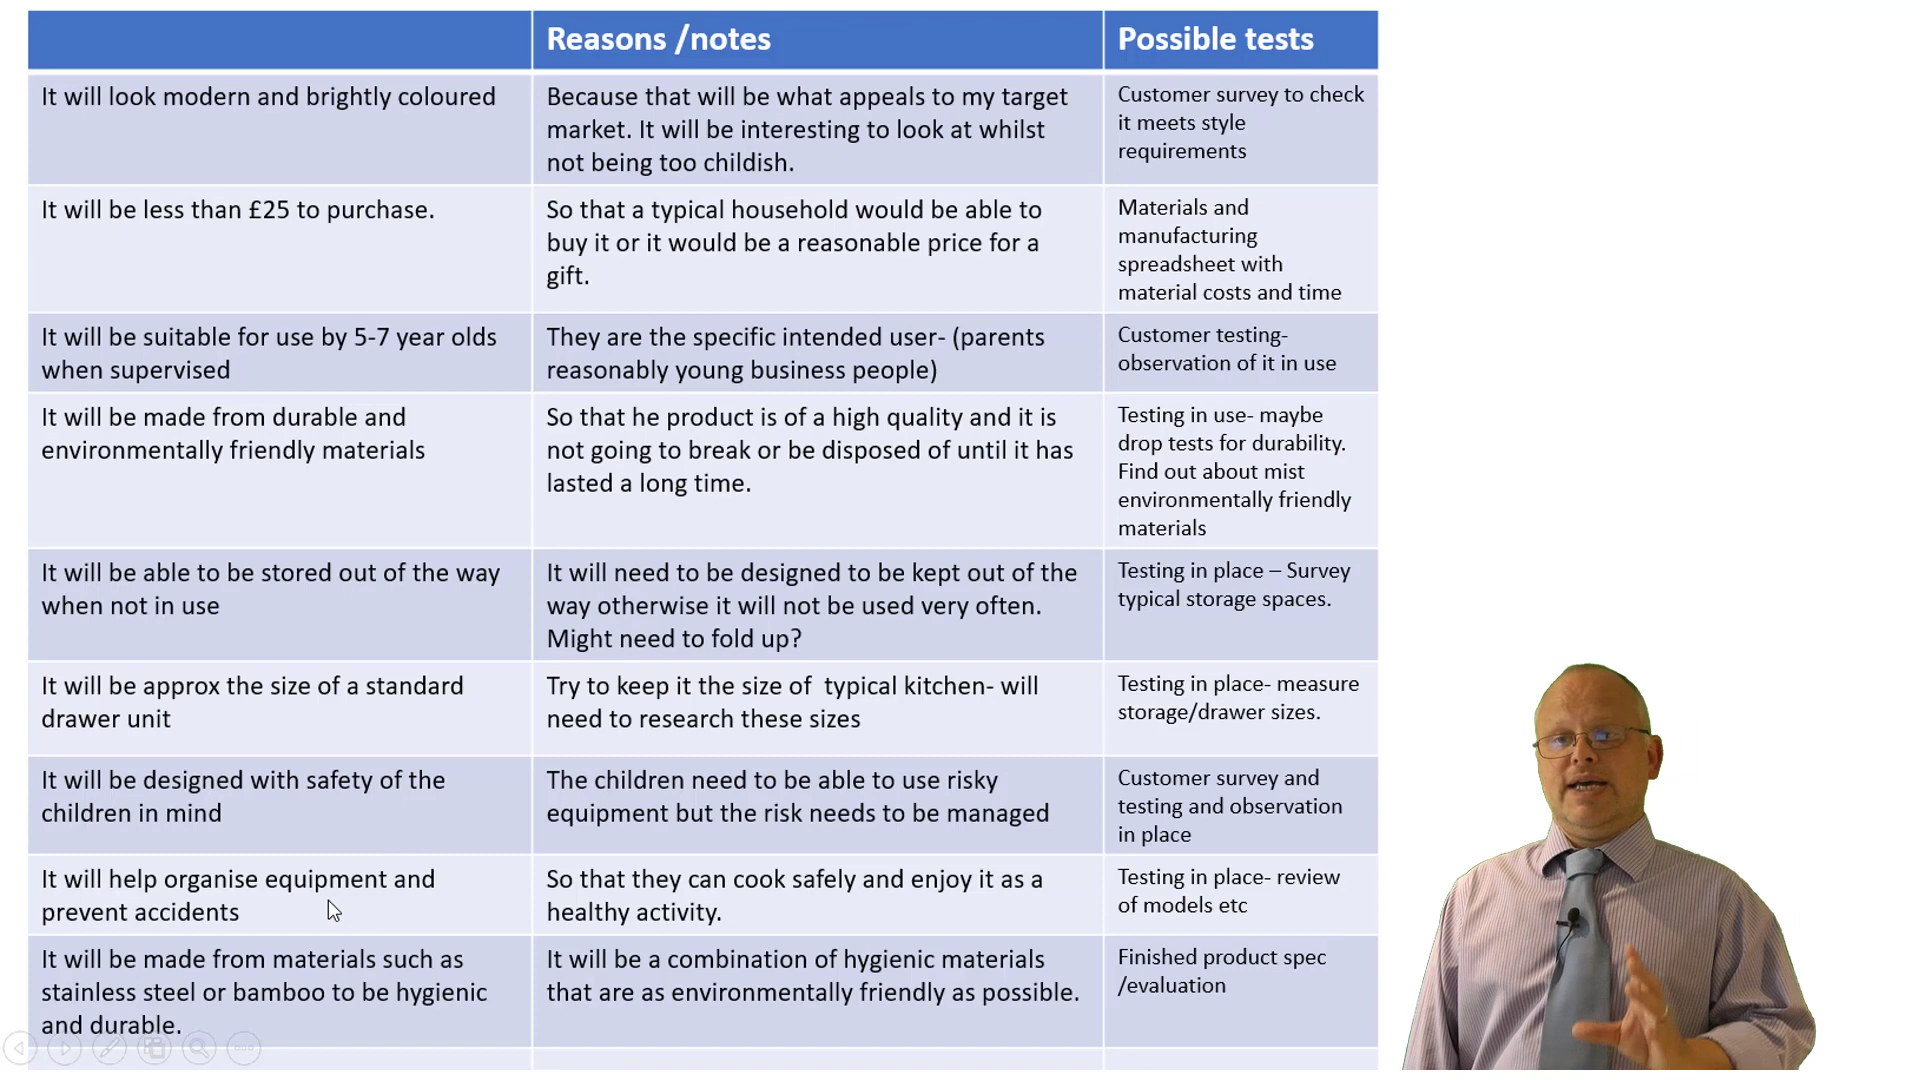 Reasons /notes
Possible tests
It will look modern and brightly coloured
Because that will be what appeals to my target
market. It will be interesting to look at whilst
not being too childish.
Customer survey to check
it meets style
requirements
It will be less than £25 to purchase.
So that a typical household would be able to
buy it or it would be a reasonable price for a
gift.
Materials and
manufacturing
spreadsheet with
material costs and time
It will be suitable for use by 5-7 year olds
when supervised
They are the specific intended user- (parents
reasonably young business people)
Customer testing-
observation of it in use
It will be made from durable and
environmentally friendly materials
So that he product is of a high quality and it is
not going to break or be disposed of until it has
lasted a long time.
Testing in use- maybe
drop tests for durability.
Find out about mist
environmentally friendly
materials
It will be able to be stored out of the way
when not in use
It will need to be designed to be kept out of the
way otherwise it will not be used very often.
Might need to fold up?
Testing in place – Survey
typical storage spaces.
It will be approx the size of a standard
drawer unit
Try to keep it the size of  typical kitchen- will
need to research these sizes
Testing in place- measure
storage/drawer sizes.
It will be designed with safety of the
children in mind
The children need to be able to use risky
equipment but the risk needs to be managed
Customer survey and
testing and observation
in place
It will help organise equipment and
prevent accidents
So that they can cook safely and enjoy it as a
healthy activity.
Testing in place- review
of models etc
It will be made from materials such as
stainless steel or bamboo to be hygienic
and durable.
It will be a combination of hygienic materials
that are as environmentally friendly as possible.
Finished product spec
/evaluation